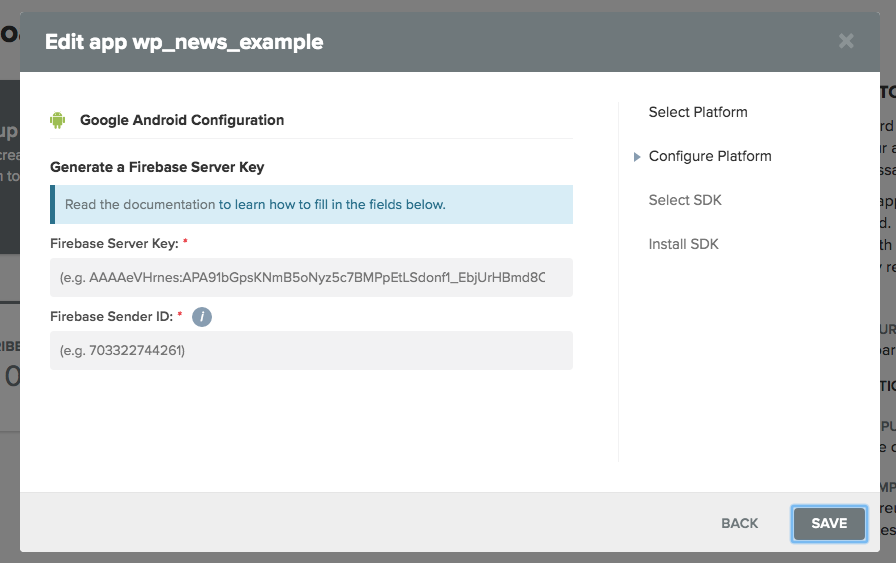 Edit app wp_news_example
Google Android Configuration
Generate a Firebase Server Key
Read the documentation to learn how to fill in the fields below.
Firebase Server Key: *
(e.g. AAAAeVHrnes:APA91bGpsKNmB5oNyz5c7BMPpEtLSdonf1_EbjUrHBmd8C
Firebase Sender ID: * i
(e.g. 703322744261)
Select Platform
Configure Platform
Select SDK
Install SDK
BACK
SAVE